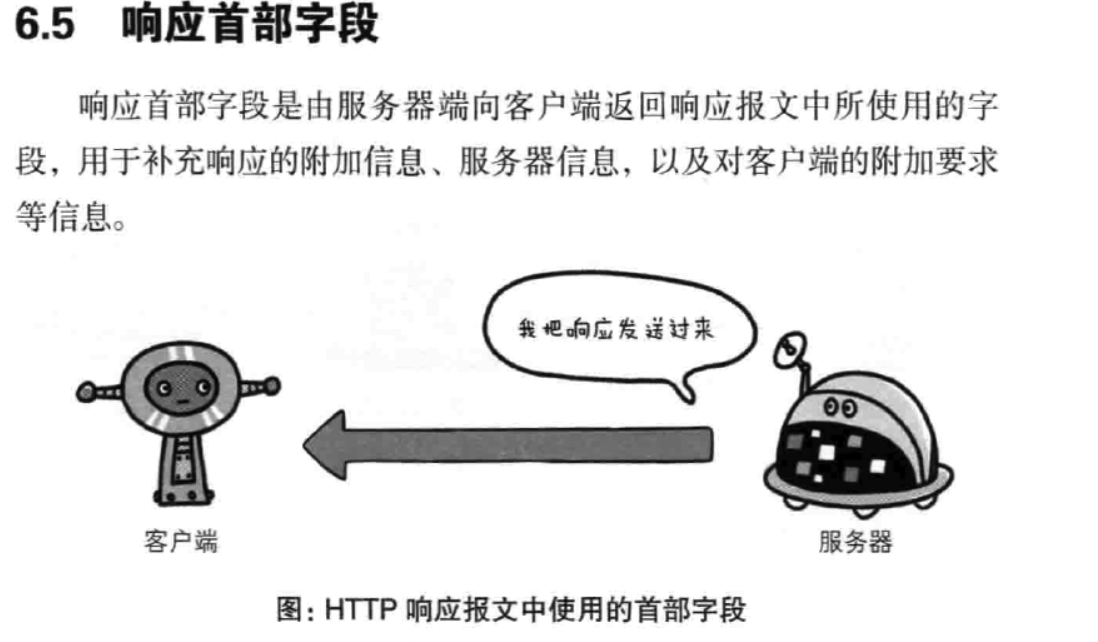 6.5 响应首部字段
响应首部字段是由服务器端向客户端返回响应报文中所使用的字
段，用于补充响应的附加信息、服务器信息，以及对客户端的附加要求
等信息。
我把响应发送过来
客户端
服务器
图：HTTP 响应报文中使用的首部字段